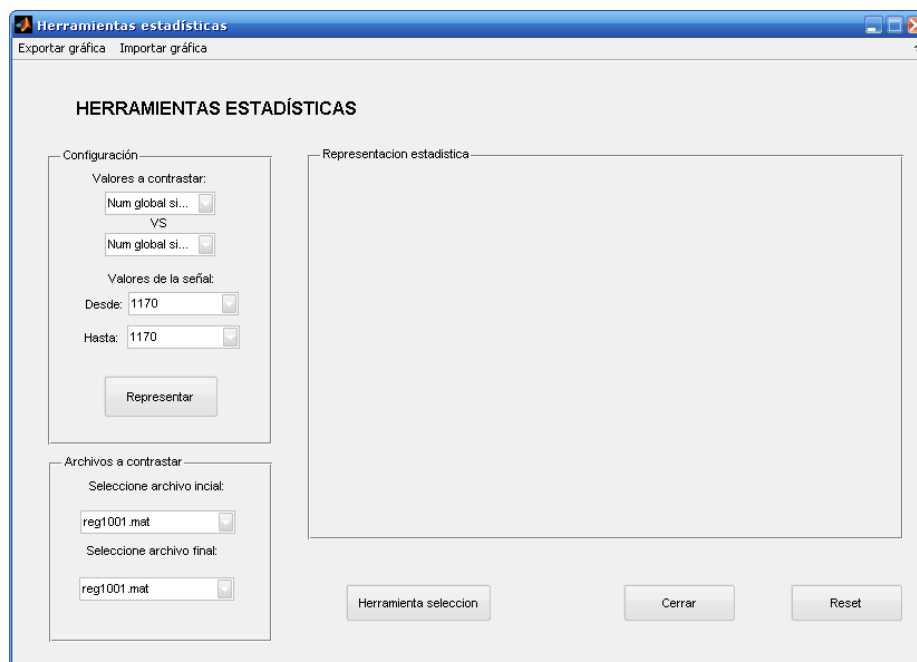 Herramientas estadísticas
Exportar gráfica Importar gráfica
HERRAMIENTAS ESTADÍSTICAS
Configuración
Valores a contrastar:
Num global si...
VS
Num global si...
Valores de la señal:
Desde: 1170
Hasta: 1170
Representar
Archivos a contrastar
Seleccione archivo incial:
reg1001.mat
Seleccione archivo final:
reg1001.mat
Representacion estadistica
Herramienta seleccion
Cerrar
Reset